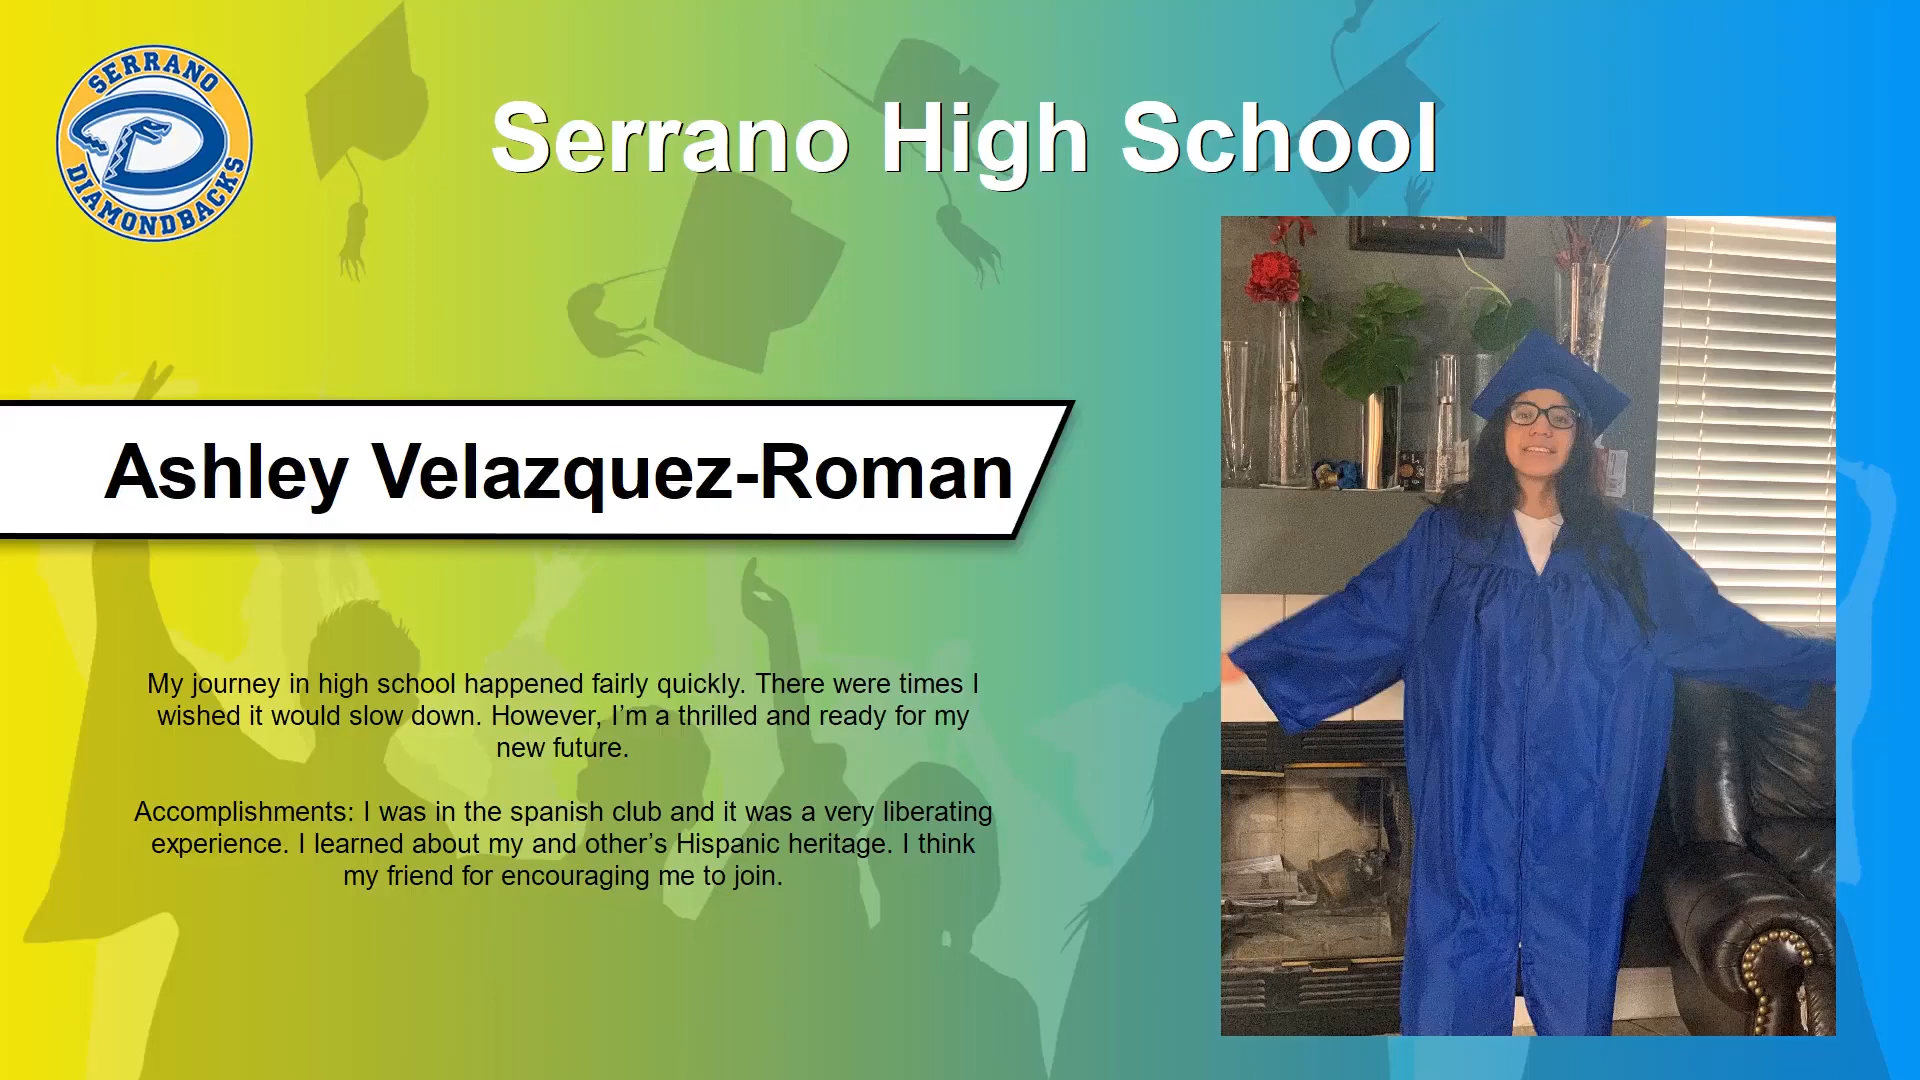 SERRANO
DIAMONDBACKS
Serrano High School
Ashley Velazquez-Roman
My journey in high school happened fairly quickly. There were times I
wished it would slow down. However, I’m a thrilled and ready for my
new future.
Accomplishments: I was in the spanish club and it was a very liberating
experience. I learned about my and other’s Hispanic heritage. I think
my friend for encouraging me to join.